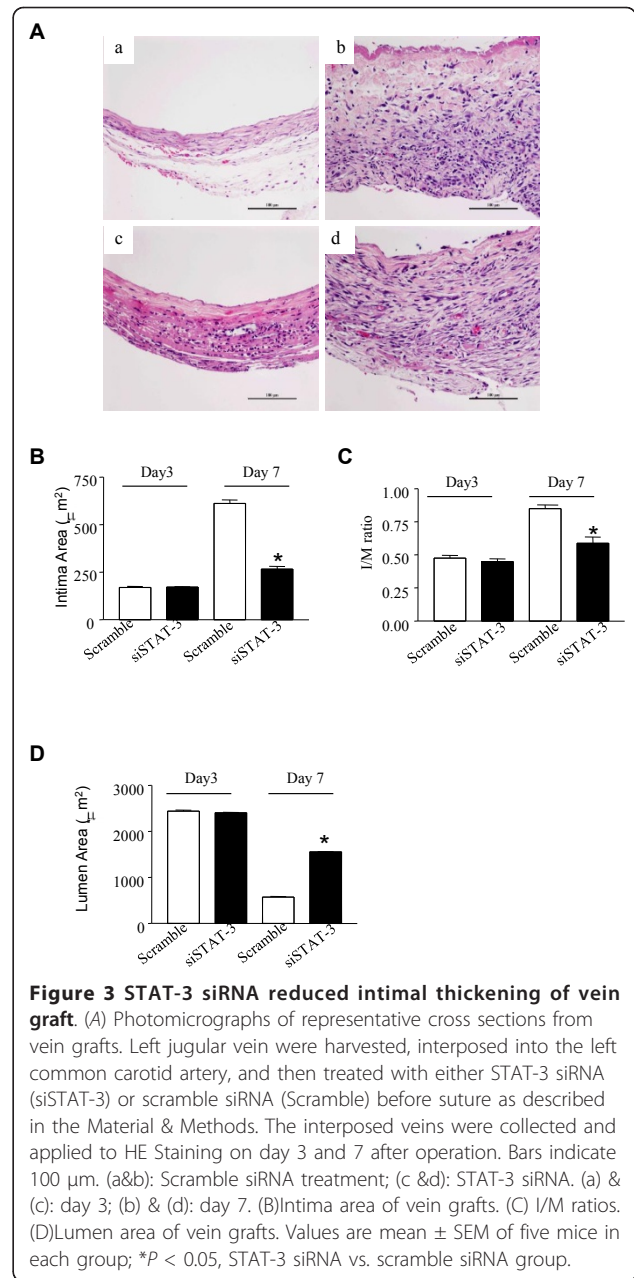 A
a
b
100 µm
100 µm
c
d
100 µm
100 µm
B
Day3
Day 7
Intima Area (µm²)
750
500
250
0
*
Scramble
siSTAT-3
Scramble
siSTAT-3
C
Day3
Day 7
I/M ratio
1.00
0.75
0.50
0.25
0.00
*
Scramble
siSTAT-3
Scramble
siSTAT-3
D
Day3
Day 7
Lumen Area (µm²)
3000
2000
1000
0
*
Scramble
siSTAT-3
Scramble
siSTAT-3
Figure 3 STAT-3 siRNA reduced intimal thickening of vein
graft. (A) Photomicrographs of representative cross sections from
vein grafts. Left jugular vein were harvested, interposed into the left
common carotid artery, and then treated with either STAT-3 siRNA
(siSTAT-3) or scramble siRNA (Scramble) before suture as described
in the Material & Methods. The interposed veins were collected and
applied to HE Staining on day 3 and 7 after operation. Bars indicate
100 μm. (a&b): Scramble siRNA treatment; (c &d): STAT-3 siRNA. (a) &
(c): day 3; (b) & (d): day 7. (B)Intima area of vein grafts. (C) I/M ratios.
(D)Lumen area of vein grafts. Values are mean ± SEM of five mice in
each group; *P < 0.05, STAT-3 siRNA vs. scramble siRNA group.